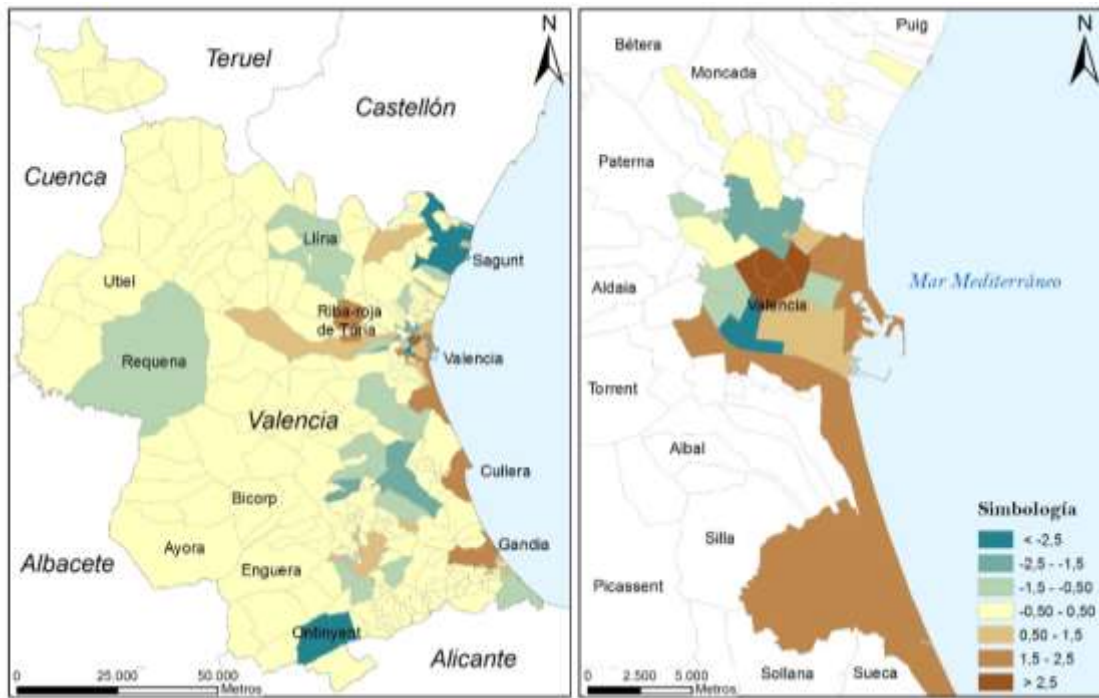 N
Teruel
Castellón
Cuenca
Llíria
Sagunt
Utiel
Riba-roja
de Túria
Requena
Valencia
Valencia
Cullera
Bicorp
Ayora
Gandia
Enguera
Albacete
Ontinyent
Alicante
0 25.000 50.000
Metros
N
Puig
Bétera
Moncada
Paterna
Aldaia
Mar Mediterráneo
Valencia
Torrent
Albal
Silla
Picassent
Sollana
Sueca
Simbología
< -2,5
-2,5 - -1,5
-1,5 - -0,50
-0,50 - 0,50
0,50 - 1,5
1,5 - 2,5
> 2,5
0 2.500 5.000
Metros